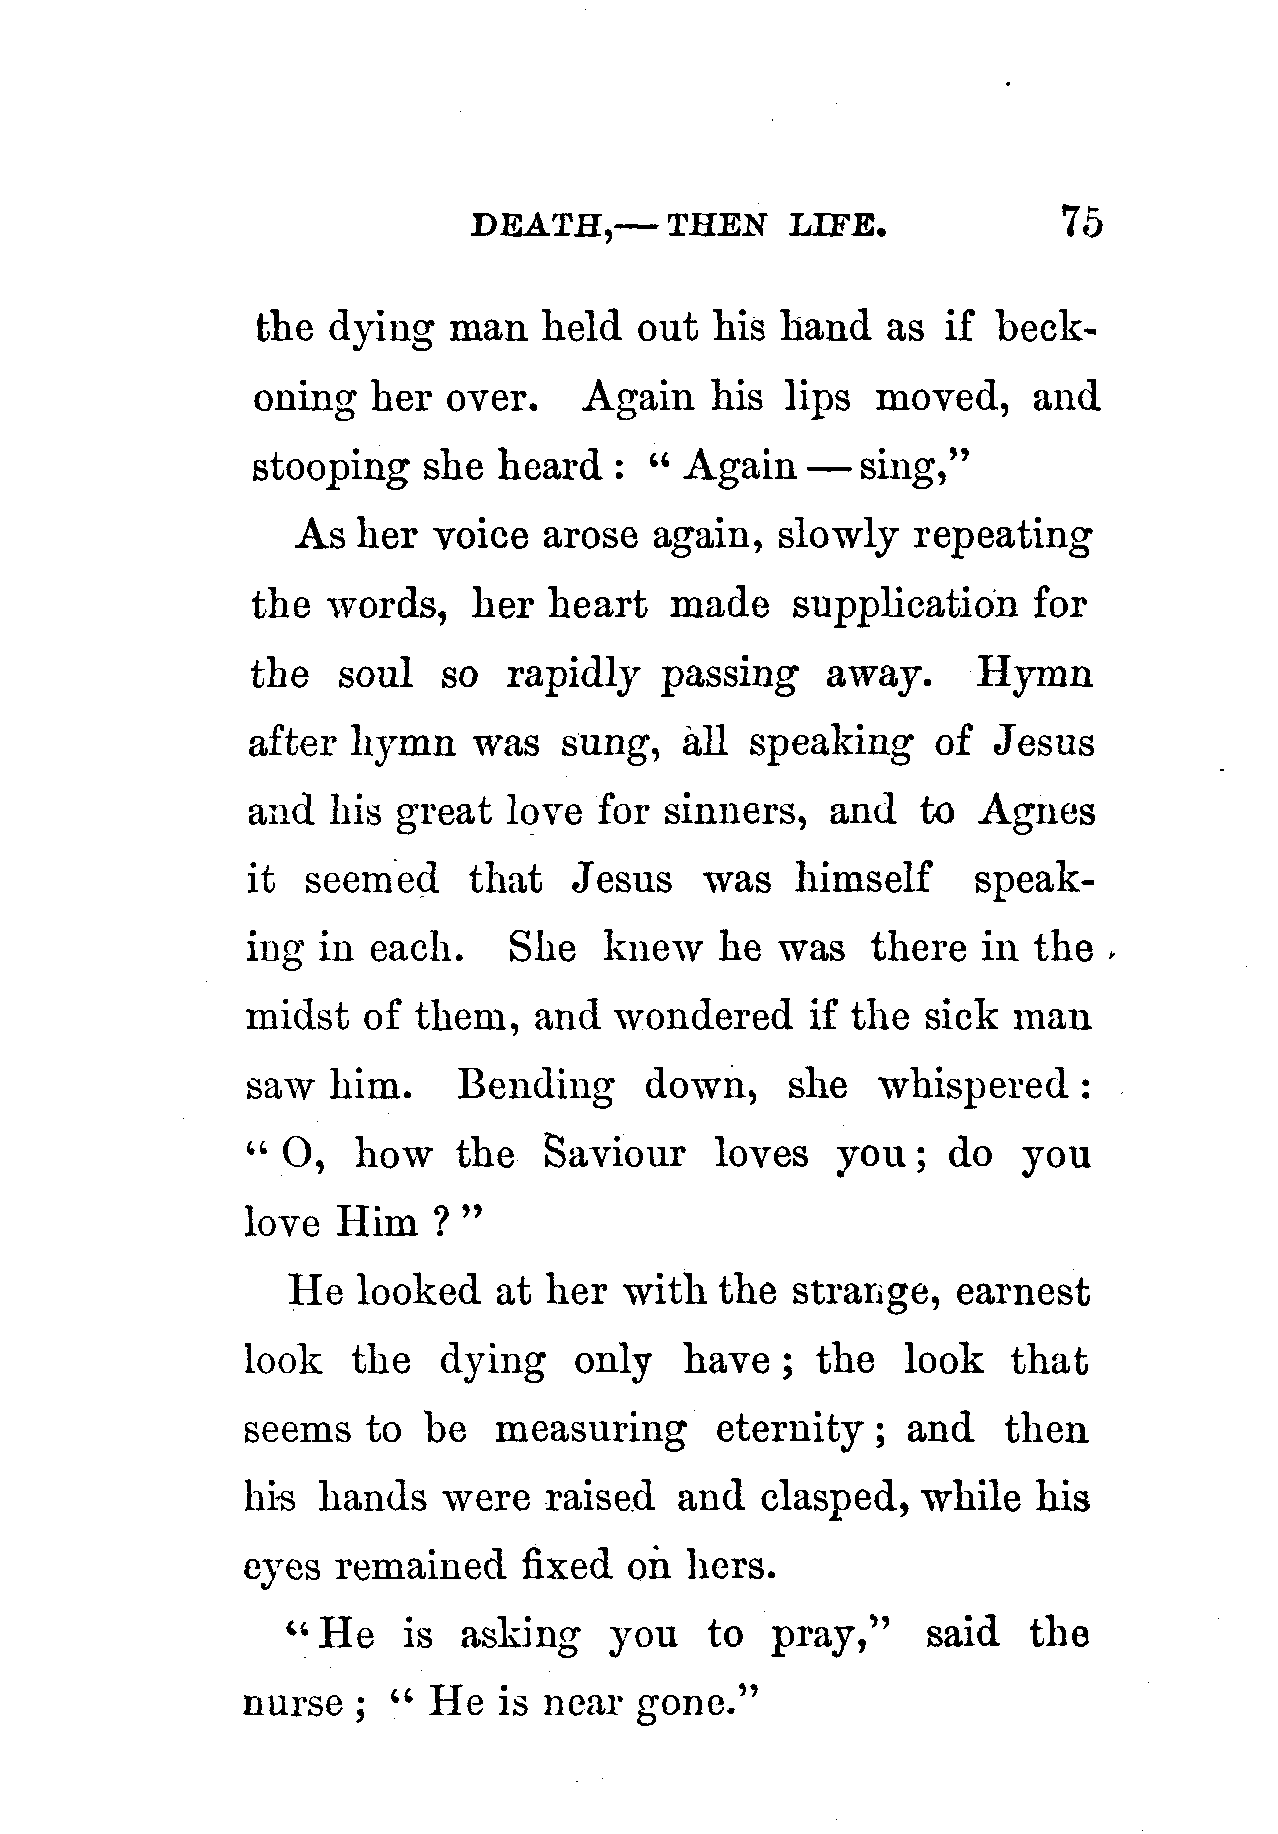 DEATH,— THEN LIFE. 75
the dying man held out his hand as if beck-
oning her over. Again his lips moved, and
stooping she heard : “ Again — sing,”
As her voice arose again, slowly repeating
the words, her heart made supplication for
the soul so rapidly passing away. Hymn
after hymn was sung, all speaking of Jesus
and his great love for sinners, and to Agnes
it seemed that Jesus was himself speak-
ing in each. She knew he was there in the
midst of them, and wondered if the sick man
saw him. Bending down, she whispered :
“ O, how the Saviour loves you ; do you
love Him ? ”
He looked at her with the strange, earnest
look the dying only have ; the look that
seems to be measuring eternity ; and then
his hands were raised and clasped, while his
eyes remained fixed on hers.
“ He is asking you to pray,” said the
nurse ; “ He is near gone.”